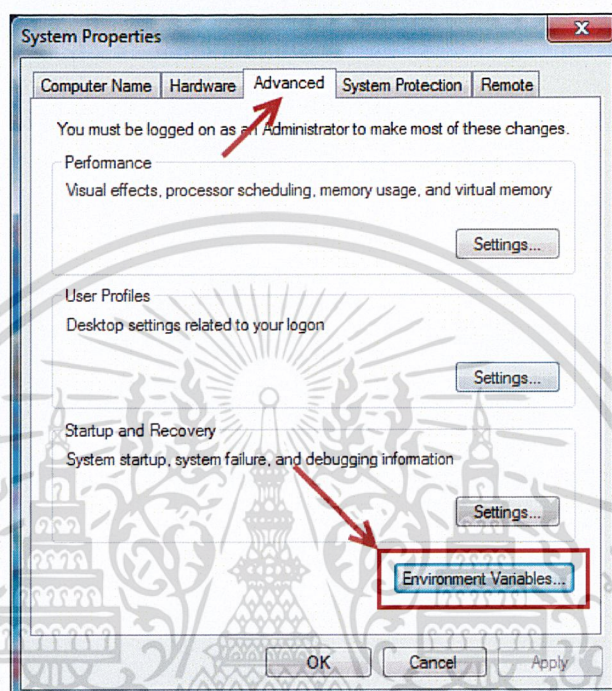 System Properties
Computer Name Hardware Advanced System Protection Remote
You must be logged on as an Administrator to make most of these changes.
Performance
Visual effects, processor scheduling, memory usage, and virtual memory
Settings...
User Profiles
Desktop settings related to your logon
Settings...
Startup and Recovery
System startup, system failure, and debugging information
Settings...
Environment Variables...
OK Cancel Apply